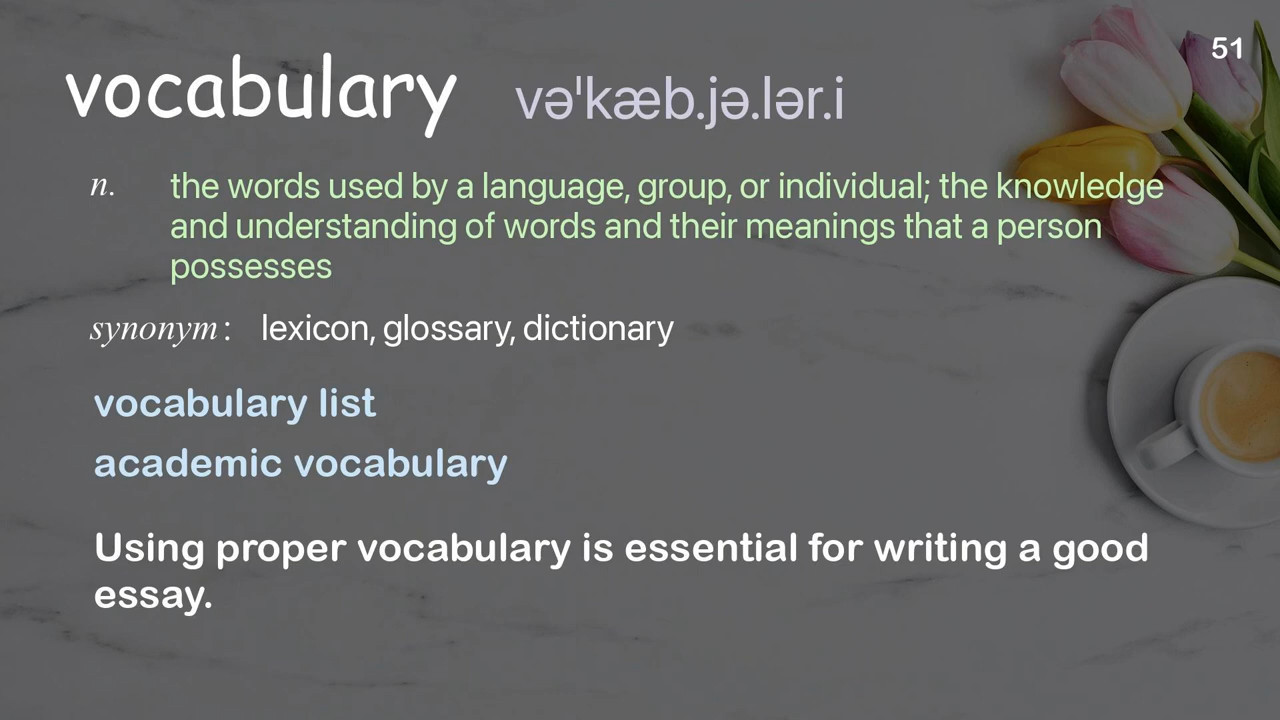 51
vocabulary vəˈkæb.jə.lər.i
n. the words used by a language, group, or individual; the knowledge
and understanding of words and their meanings that a person
possesses
synonym: lexicon, glossary, dictionary
vocabulary list
academic vocabulary
Using proper vocabulary is essential for writing a good
essay.